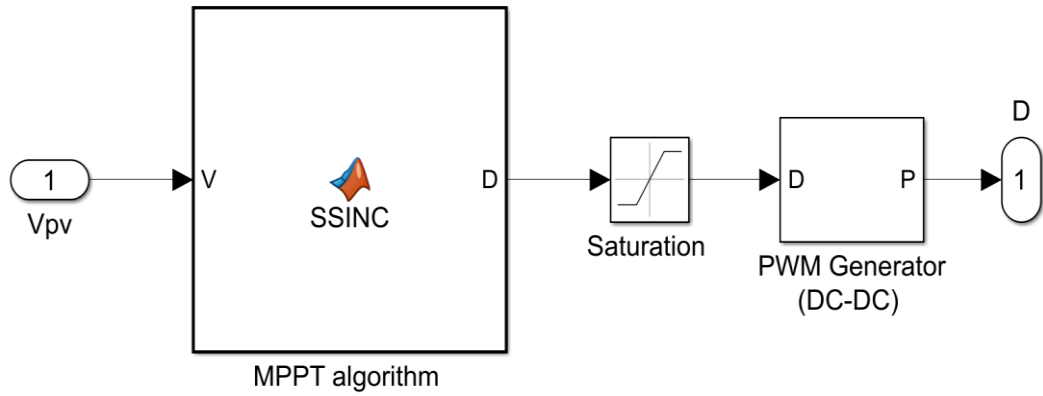 1
Vpv
V
SSINC
D
MPPT algorithm
Saturation
D
P
PWM Generator
(DC-DC)
D
1